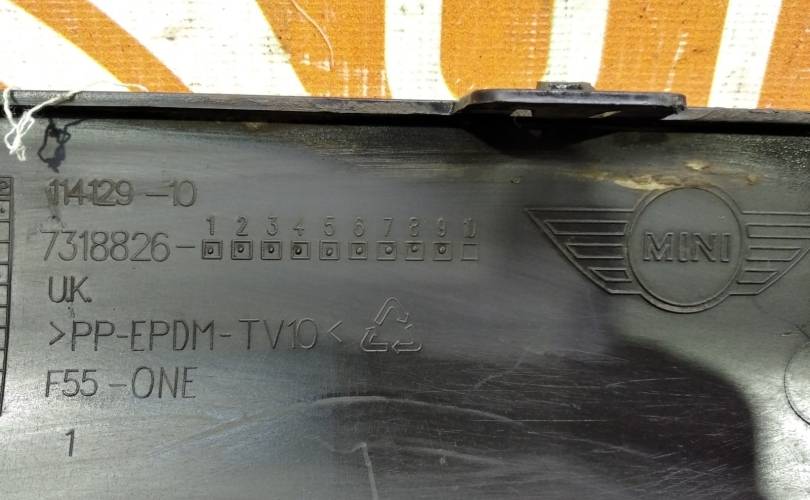 114129-10
1 2 3 4 5 6 7 8 9 10
7318826-
U.K.
>PP-EPDM-TV10<
F55-ONE
1
MINI